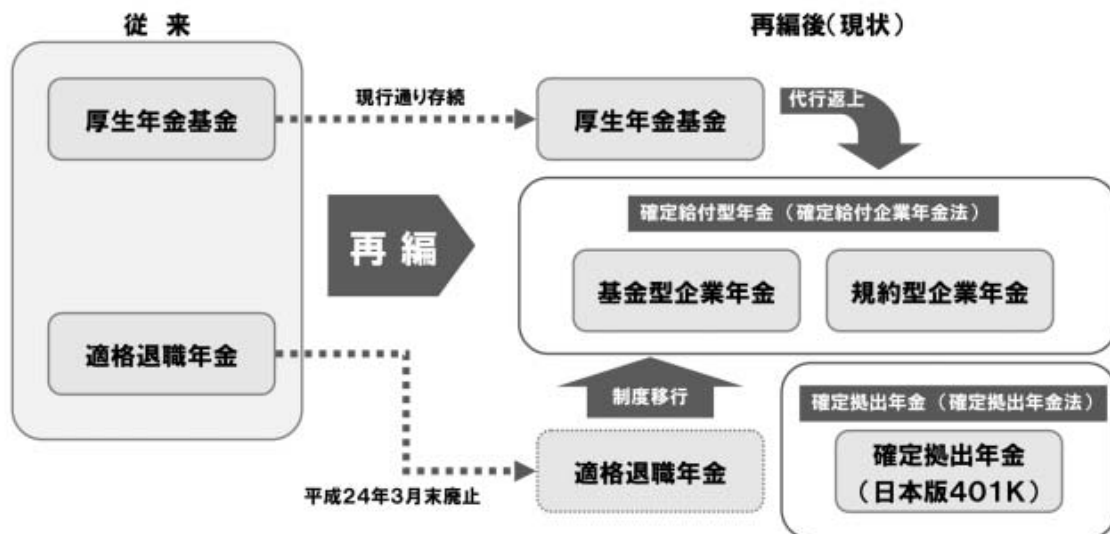 従 来
再編後(現状)
厚生年金基金
現行通り存続
厚生年金基金
代行返上
確定給付型年金(確定給付企業年金法)
再 編
基金型企業年金
規約型企業年金
適格退職年金
制度移行
確定拠出年金(確定拠出年金法)
適格退職年金
確定拠出年金
(日本版401K)
平成24年3月末廃止